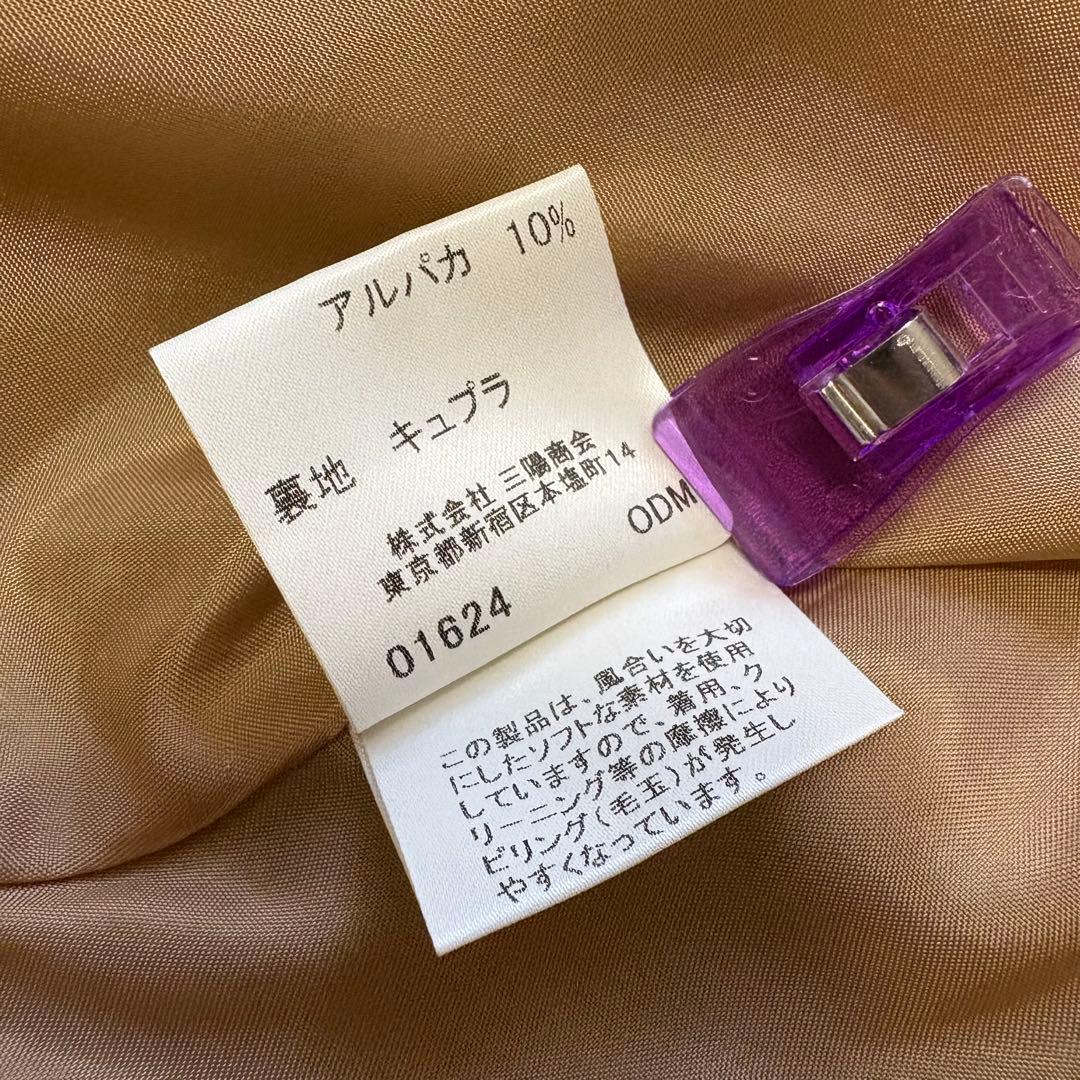 アルパカ 10%
裏地 キュプラ
株式会社 三陽商会
東京都新宿区本塩町14
ODM
01624
この製品は、風合いを大切
にしたソフトな素材を使用
していますので、着用、ク
リーニング等の摩擦により
ピリング(毛玉)が発生し
やすくなっています。